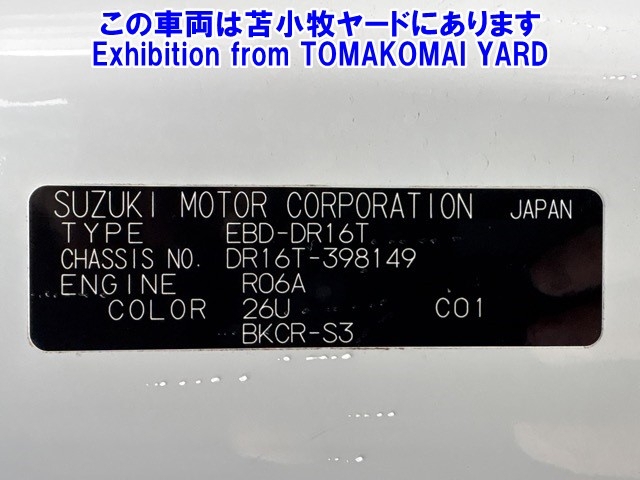 この車両は苫小牧ヤードにあります
Exhibition from TOMAKOMAI YARD
SUZUKI MOTOR CORPORATION JAPAN
TYPE EBD-DR16T
CHASSIS NO. DR16T-398149
ENGINE R06A
COLOR 26U C01
BKCR-S3